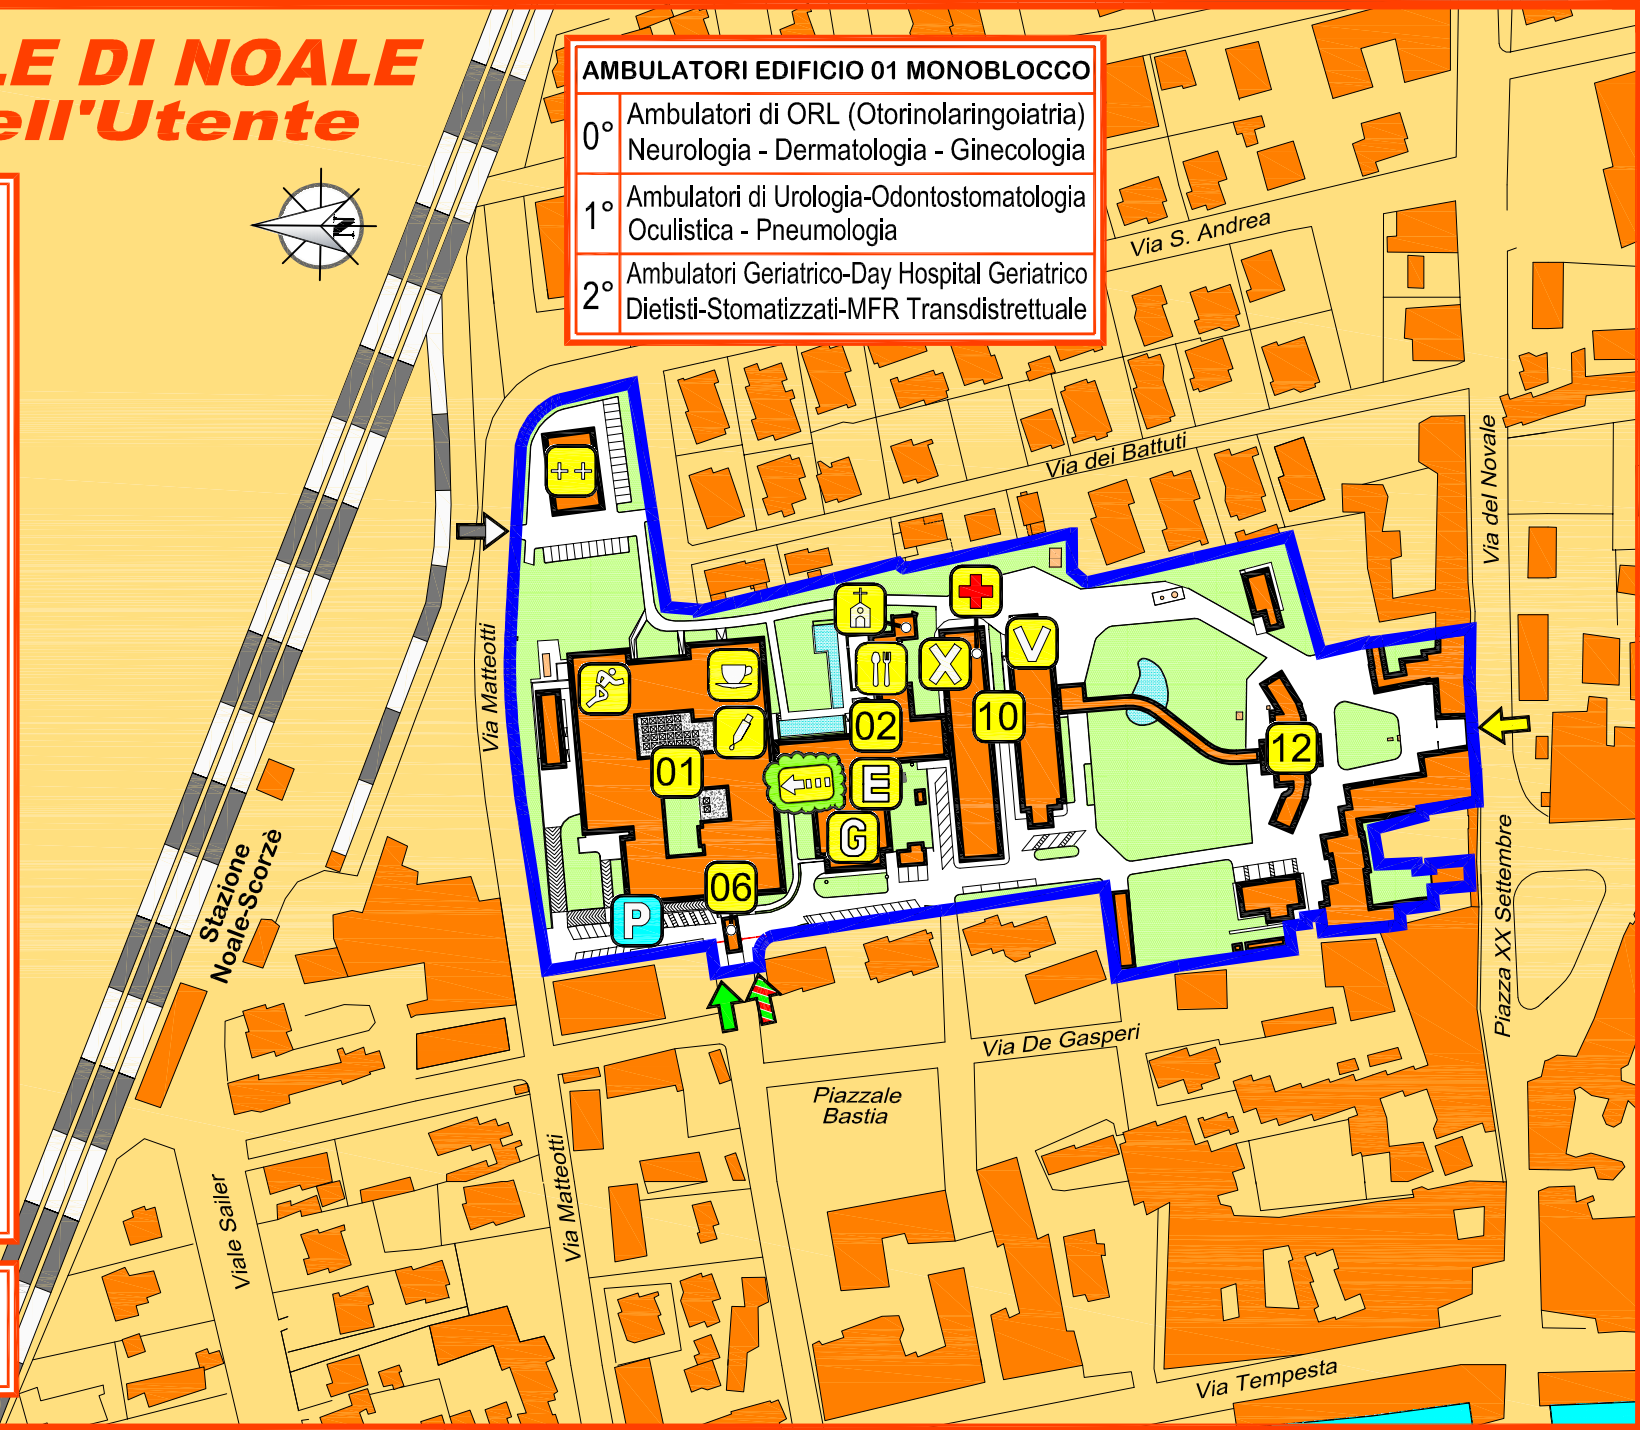 LE DI NOALE
ell'Utente
AMBULATORI EDIFICIO 01 MONOBLOCCO
0°
Ambulatori di ORL (Otorinolaringoiatria)
Neurologia - Dermatologia - Ginecologia
1°
Ambulatori di Urologia-Odontostomatologia
Oculistica - Pneumologia
2°
Ambulatori Geriatrico-Day Hospital Geriatrico
Dietisti-Stomatizzati-MFR Transdistrettuale
N
Via S. Andrea
Via dei Battuti
Via del Novale
++
Via Matteotti
X
V
02
10
01
12
E
G
06
P
Stazione
Noale-Scorzè
Piazza XX Settembre
Via De Gasperi
Piazzale
Bastia
Via Matteotti
Viale Sailer
Via Tempesta